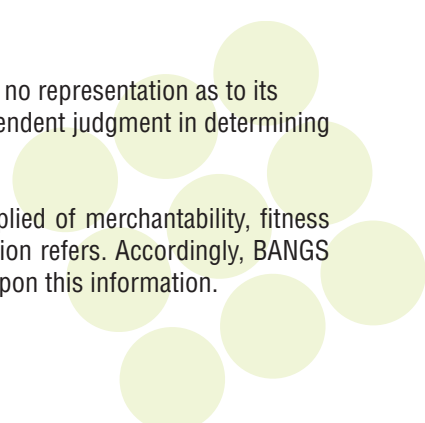 no representation as to its
endent judgment in determining
plied of merchantability, fitness
ion refers. Accordingly, BANGS
pon this information.